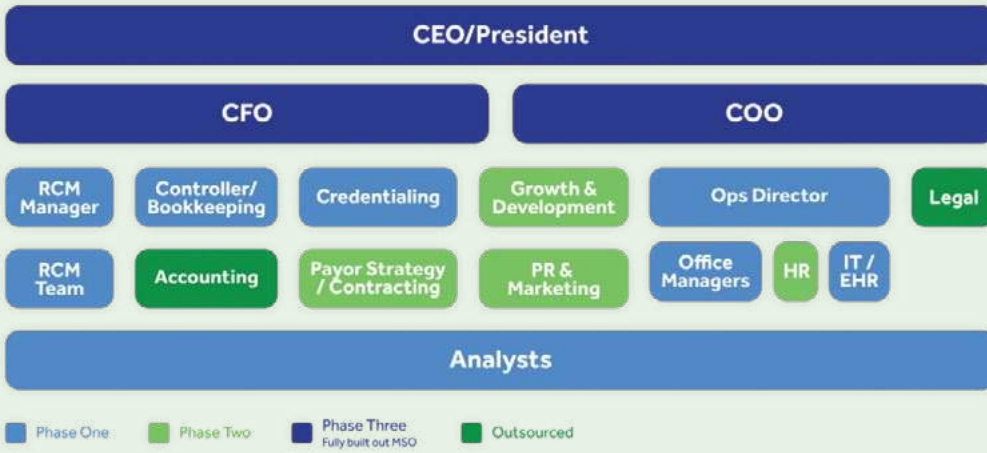 CEO/President
CFO
COO
RCM
Manager
Controller/
Bookkeeping
Credentialing
Growth &
Development
Ops Director
Legal
RCM
Team
Accounting
Payor Strategy
/ Contracting
PR &
Marketing
Office
Managers
HR
IT /
EHR
Analysts
Phase One
Phase Two
Phase Three
Fully built out MSO
Outsourced